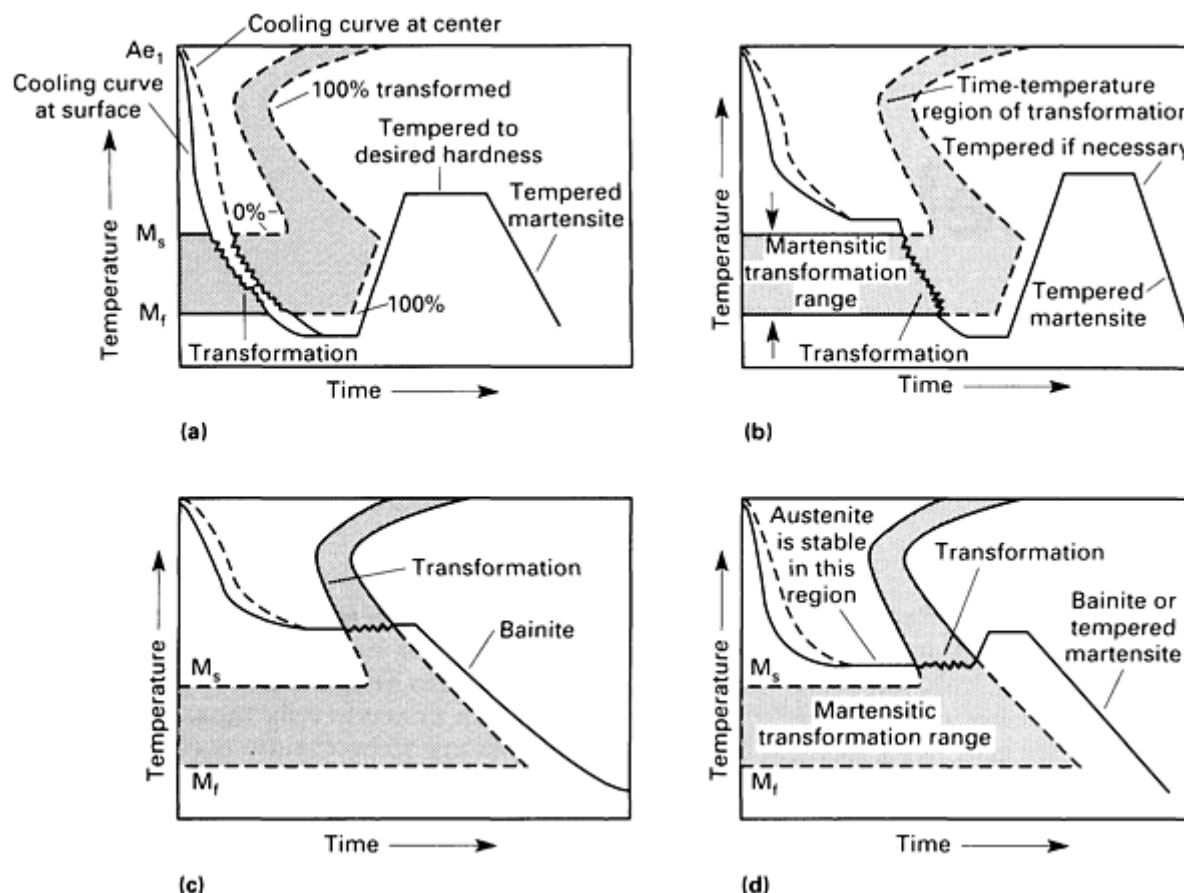 Cooling curve at center
Ae1
Cooling curve
at surface
100% transformed
Tempered to
desired hardness
Tempered
martensite
0%
Ms
Mf
100%
Transformation
Temperature
Time
(a)
Time-temperature
region of transformation
Tempered if necessary
Martensitic
transformation
range
Tempered
martensite
Transformation
Temperature
Time
(b)
Transformation
Bainite
Ms
Mf
Temperature
Time
(c)
Austenite
is stable
in this
region
Transformation
Bainite or
tempered
martensite
Ms
Martensitic
transformation range
Mf
Temperature
Time
(d)